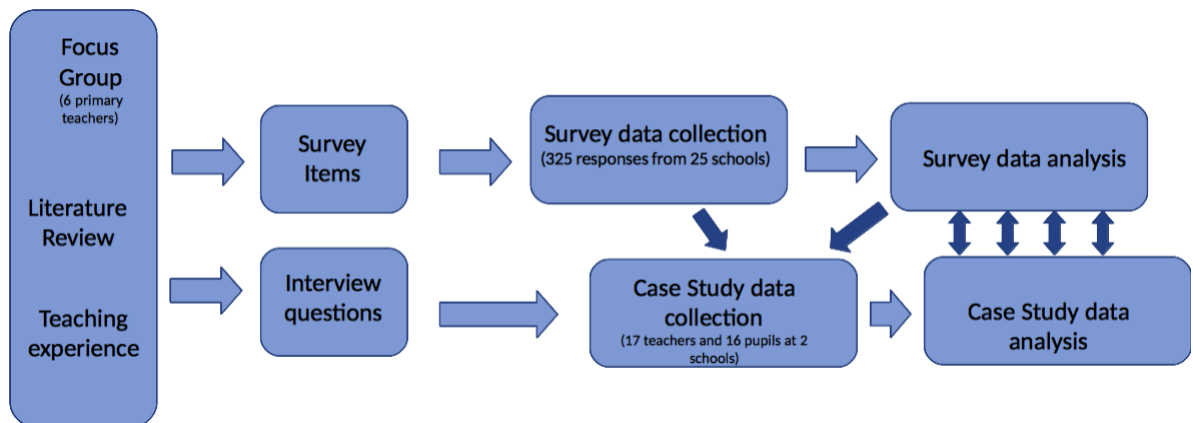 Focus
Group
(6 primary
teachers)
Literature
Review
Teaching
experience
Survey
Items
Interview
questions
Survey data collection
(325 responses from 25 schools)
Case Study data
collection
(17 teachers and 16 pupils at 2
schools)
Survey data analysis
Case Study data
analysis